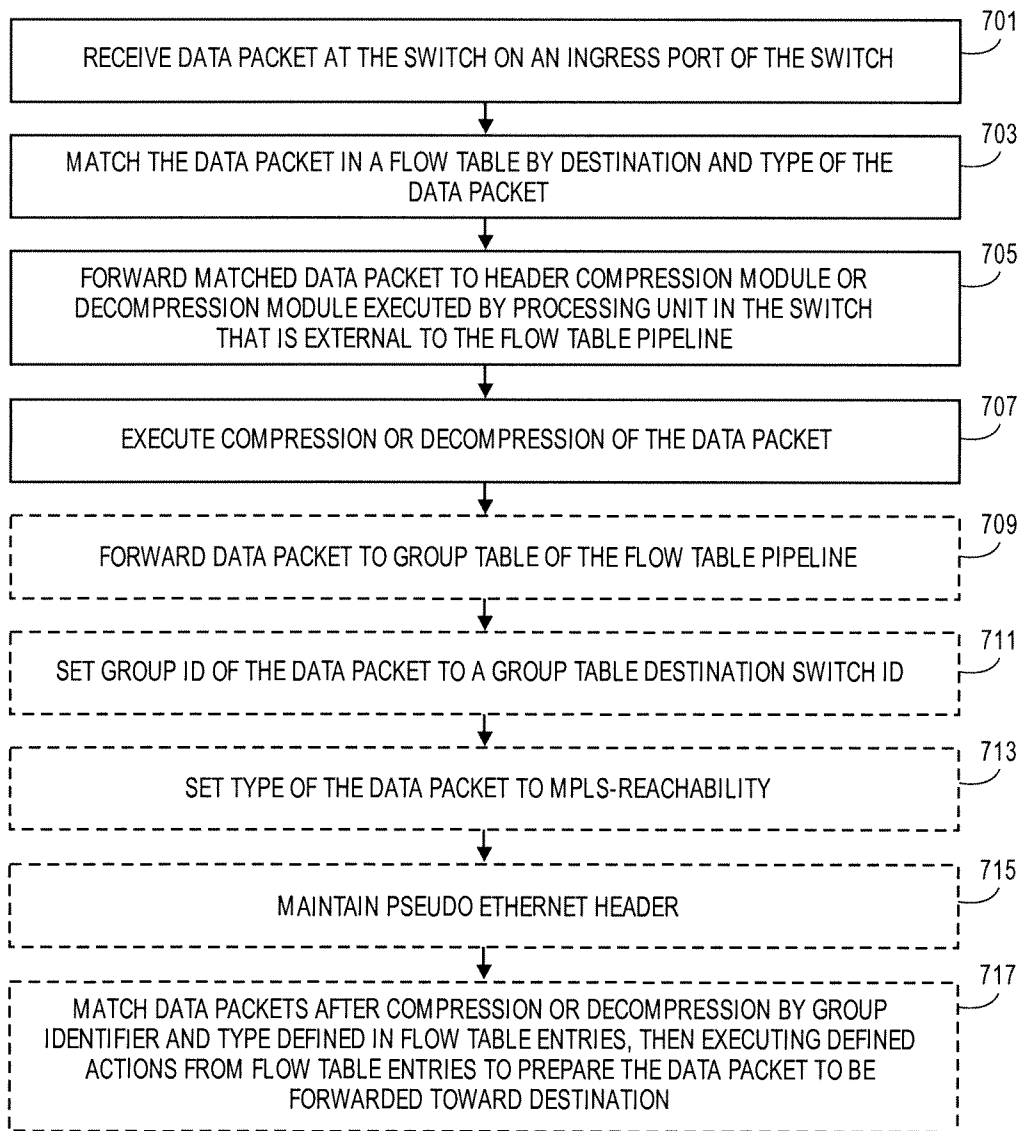 701
RECEIVE DATA PACKET AT THE SWITCH ON AN INGRESS PORT OF THE SWITCH
703
MATCH THE DATA PACKET IN A FLOW TABLE BY DESTINATION AND TYPE OF THE
DATA PACKET
705
FORWARD MATCHED DATA PACKET TO HEADER COMPRESSION MODULE OR
DECOMPRESSION MODULE EXECUTED BY PROCESSING UNIT IN THE SWITCH
THAT IS EXTERNAL TO THE FLOW TABLE PIPELINE
707
EXECUTE COMPRESSION OR DECOMPRESSION OF THE DATA PACKET
709
FORWARD DATA PACKET TO GROUP TABLE OF THE FLOW TABLE PIPELINE
711
SET GROUP ID OF THE DATA PACKET TO A GROUP TABLE DESTINATION SWITCH ID
713
SET TYPE OF THE DATA PACKET TO MPLS-REACHABILITY
715
MAINTAIN PSEUDO ETHERNET HEADER
717
MATCH DATA PACKETS AFTER COMPRESSION OR DECOMPRESSION BY GROUP
IDENTIFIER AND TYPE DEFINED IN FLOW TABLE ENTRIES, THEN EXECUTING DEFINED
ACTIONS FROM FLOW TABLE ENTRIES TO PREPARE THE DATA PACKET TO BE
FORWARDED TOWARD DESTINATION